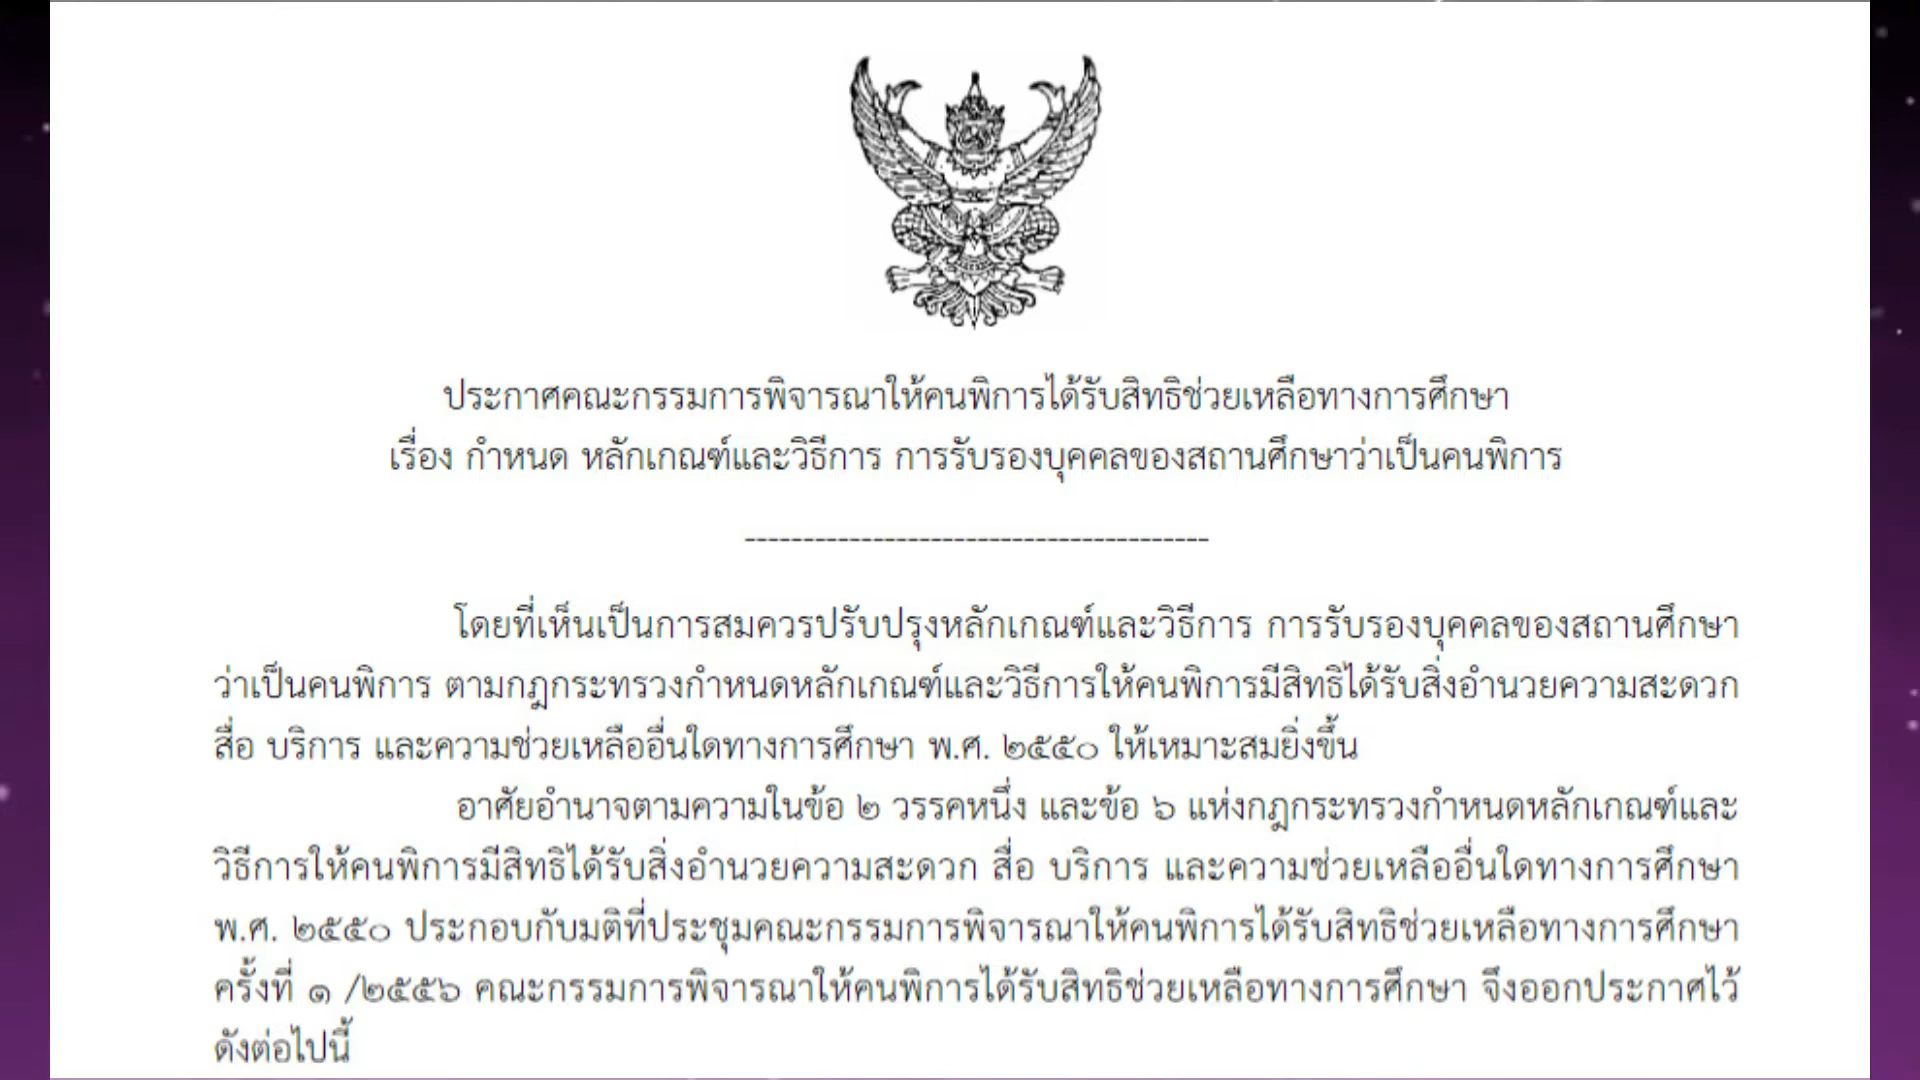 ประกาศคณะกรรมการพิจารณาให้คนพิการได้รับสิทธิช่วยเหลือทางการศึกษา
เรื่อง กำหนด หลักเกณฑ์และวิธีการ การรับรองบุคคลของสถานศึกษาว่าเป็นคนพิการ
----------------------------------------
โดยที่เห็นเป็นการสมควรปรับปรุงหลักเกณฑ์และวิธีการ การรับรองบุคคลของสถานศึกษา
ว่าเป็นคนพิการ ตามกฎกระทรวงกำหนดหลักเกณฑ์และวิธีการให้คนพิการมีสิทธิได้รับสิ่งอำนวยความสะดวก
สื่อ บริการ และความช่วยเหลืออื่นใดทางการศึกษา พ.ศ. ๒๕๕๐ ให้เหมาะสมยิ่งขึ้น
อาศัยอำนาจตามความในข้อ ๒ วรรคหนึ่ง และข้อ ๖ แห่งกฎกระทรวงกำหนดหลักเกณฑ์และ
วิธีการให้คนพิการมีสิทธิได้รับสิ่งอำนวยความสะดวก สื่อ บริการ และความช่วยเหลืออื่นใดทางการศึกษา
พ.ศ. ๒๕๕๐ ประกอบกับมติที่ประชุมคณะกรรมการพิจารณาให้คนพิการได้รับสิทธิช่วยเหลือทางการศึกษา
ครั้งที่ ๑ /๒๕๕๖ คณะกรรมการพิจารณาให้คนพิการได้รับสิทธิช่วยเหลือทางการศึกษา จึงออกประกาศไว้
ดังต่อไปนี้